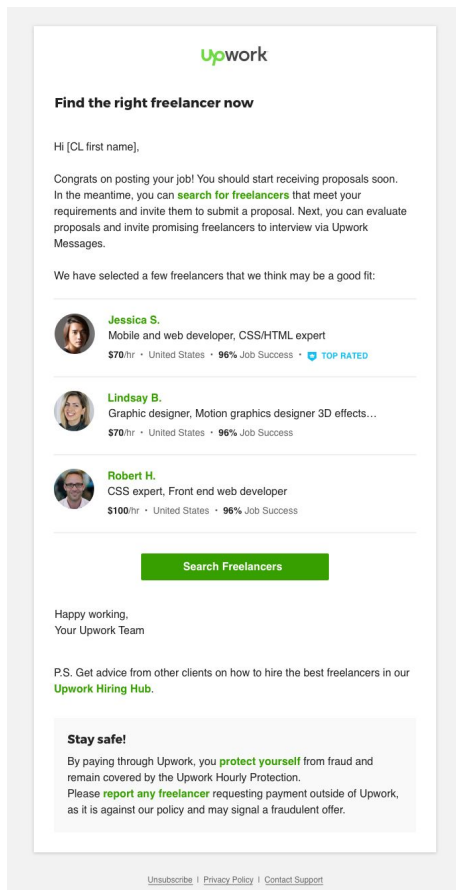 Upwork
Find the right freelancer now
Hi [CL first name],
Congrats on posting your job! You should start receiving proposals soon.
In the meantime, you can search for freelancers that meet your
requirements and invite them to submit a proposal. Next, you can evaluate
proposals and invite promising freelancers to interview via Upwork
Messages.
We have selected a few freelancers that we think may be a good fit:
Jessica S.
Mobile and web developer, CSS/HTML expert
$70/hr • United States • 96% Job Success • TOP RATED
Lindsay B.
Graphic designer, Motion graphics designer 3D effects…
$70/hr • United States • 96% Job Success
Robert H.
CSS expert, Front end web developer
$100/hr • United States • 96% Job Success
Search Freelancers
Happy working,
Your Upwork Team
P.S. Get advice from other clients on how to hire the best freelancers in our
Upwork Hiring Hub.
Stay safe!
By paying through Upwork, you protect yourself from fraud and
remain covered by the Upwork Hourly Protection.
Please report any freelancer requesting payment outside of Upwork,
as it is against our policy and may signal a fraudulent offer.
Unsubscribe | Privacy Policy | Contact Support